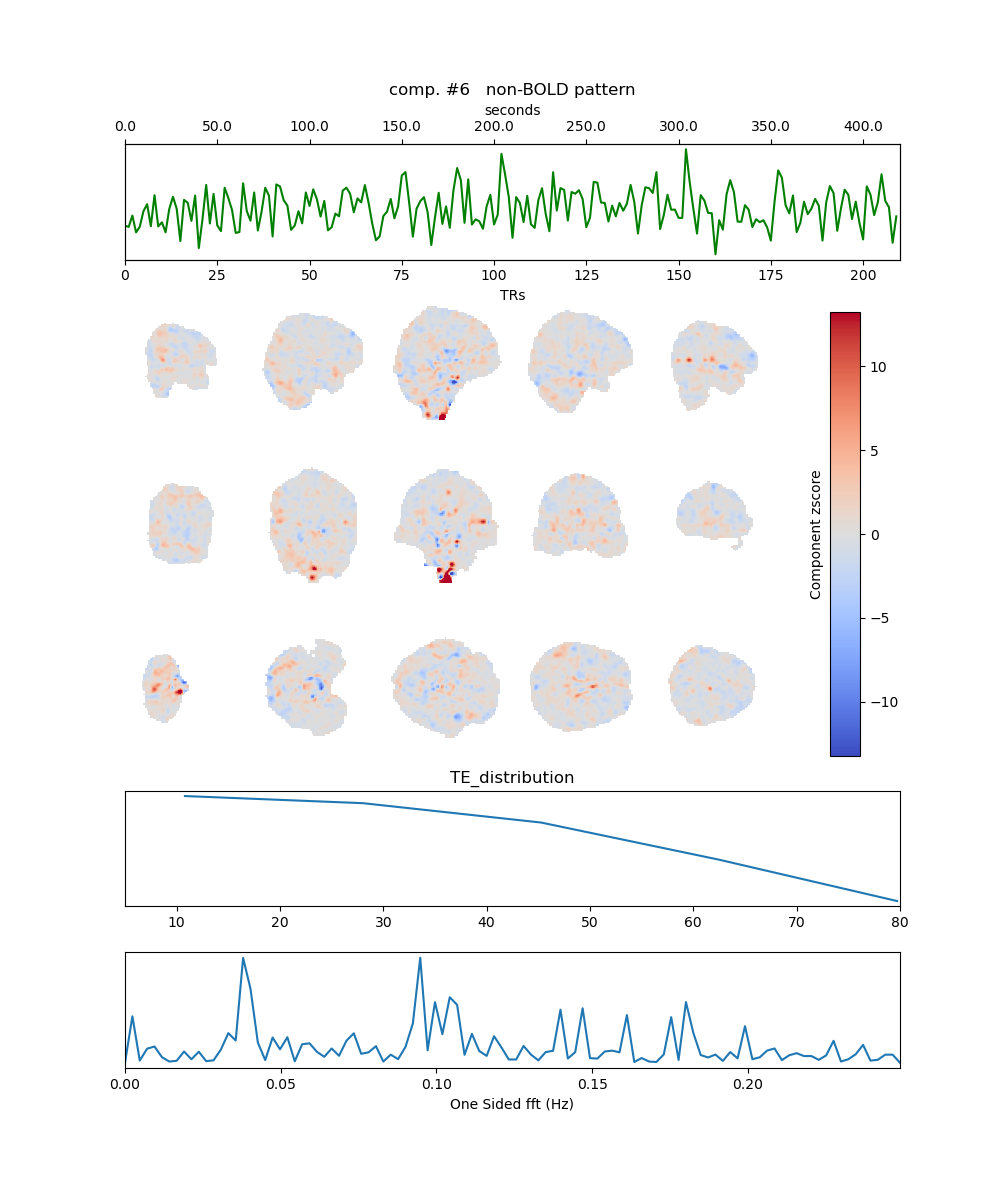 comp. #6   non-BOLD pattern
seconds
0.0 50.0 100.0 150.0 200.0 250.0 300.0 350.0 400.0
0 25 50 75 100 125 150 175 200
TRs
10
5
0
−5
−10
Component zscore
TE_distribution
10 20 30 40 50 60 70 80
0.00 0.05 0.10 0.15 0.20
One Sided fft (Hz)